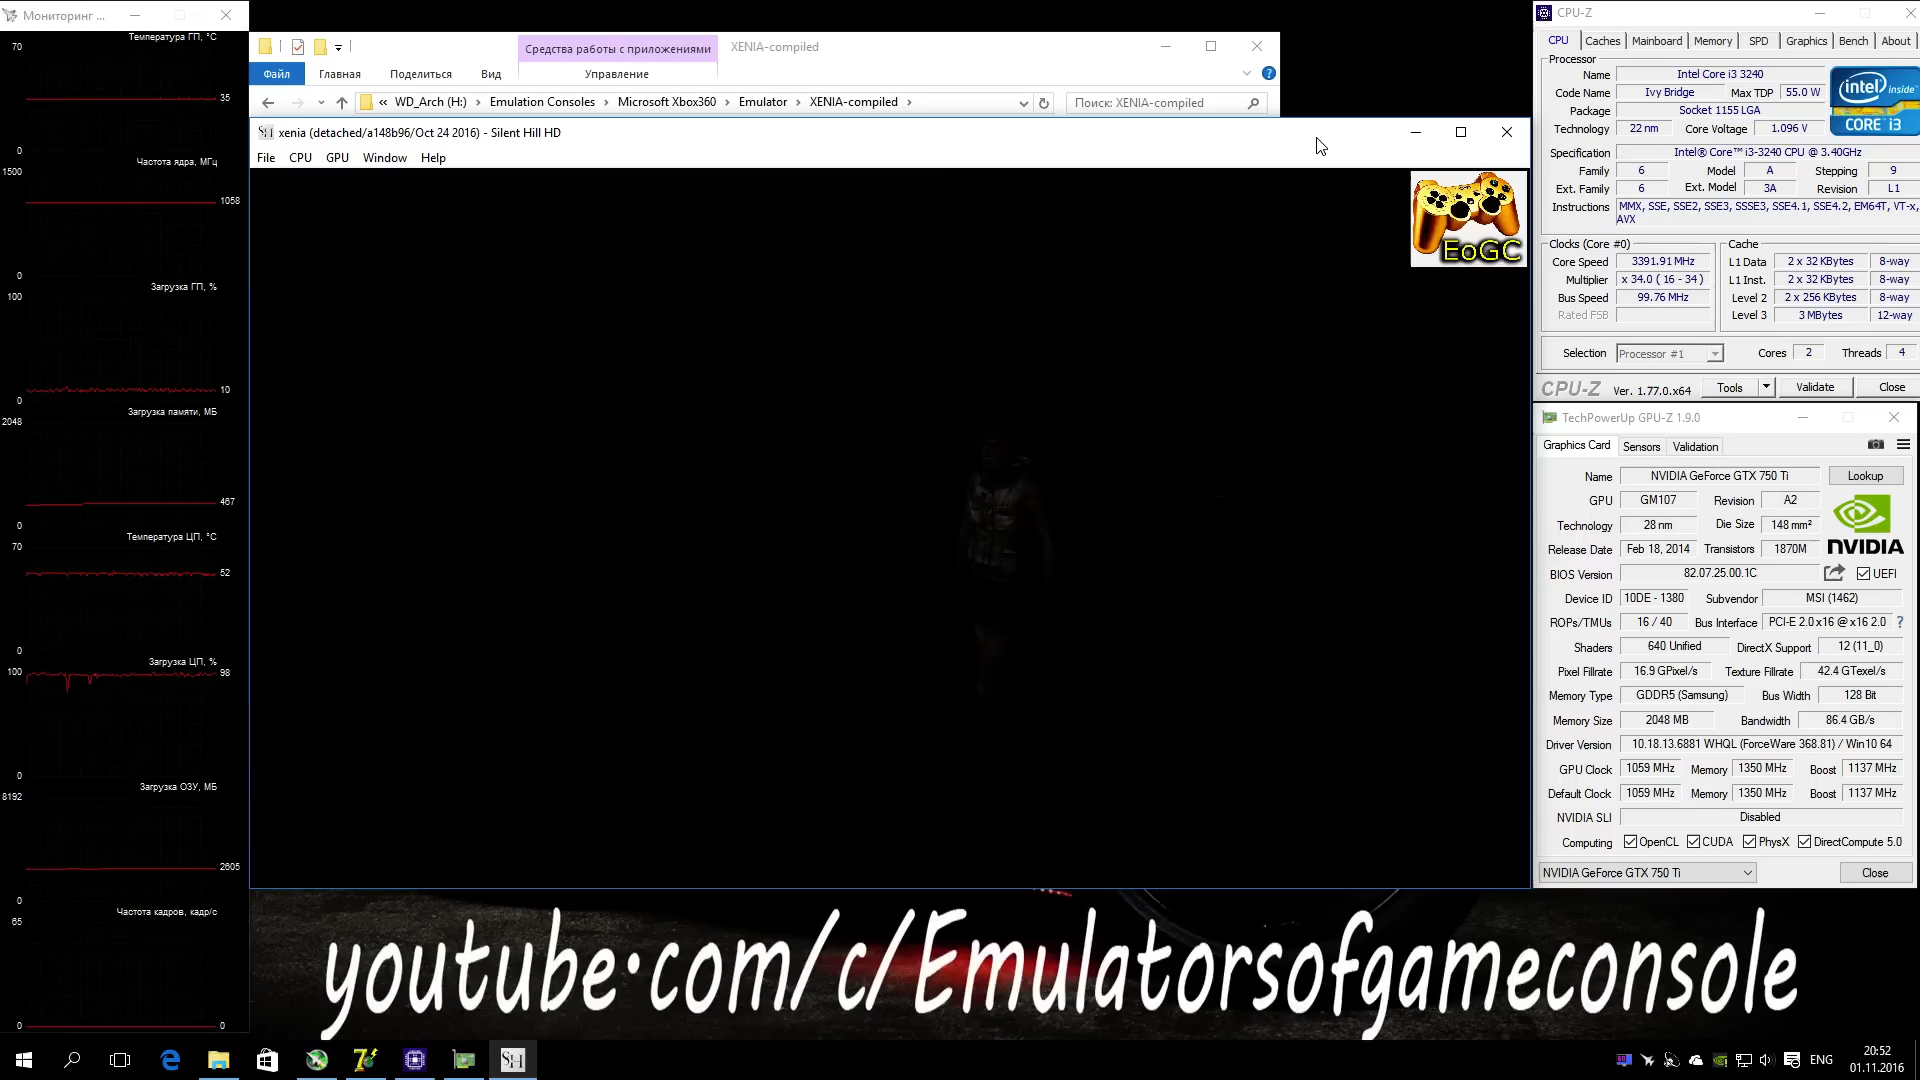 Мониторинг ...
Температура ГП, °C
70
35
0
Частота ядра, МГц
1500
1058
0
Загрузка ГП, %
100
10
0
Загрузка памяти, МБ
2048
467
0
Температура ЦП, °C
70
52
0
Загрузка ЦП, %
100
98
0
Загрузка ОЗУ, МБ
8192
2605
0
Частота кадров, кадр/с
65
0
0
Средства работы с приложениями
XENIA-compiled
Файл
Главная
Поделиться
Вид
Управление
« WD_Arch (H:) › Emulation Consoles › Microsoft Xbox360 › Emulator › XENIA-compiled ›
Поиск: XENIA-compiled
SH xenia (detached/a148b96/Oct 24 2016) - Silent Hill HD
File CPU GPU Window Help
EoGC
CPU-Z
CPU Caches Mainboard Memory SPD Graphics Bench About
Processor
Name Intel Core i3 3240
Code Name Ivy Bridge Max TDP 55.0 W
Package Socket 1155 LGA
Technology 22 nm Core Voltage 1.096 V
intel inside™
CORE i3
Specification Intel® Core™ i3-3240 CPU @ 3.40GHz
Family 6 Model A Stepping 9
Ext. Family 6 Ext. Model 3A Revision L1
Instructions MMX, SSE, SSE2, SSE3, SSSE3, SSE4.1, SSE4.2, EM64T, VT-x,
AVX
Clocks (Core #0)
Core Speed 3391.91 MHz
Multiplier x 34.0 ( 16 - 34 )
Bus Speed 99.76 MHz
Rated FSB
Cache
L1 Data 2 x 32 KBytes 8-way
L1 Inst. 2 x 32 KBytes 8-way
Level 2 2 x 256 KBytes 8-way
Level 3 3 MBytes 12-way
Selection Processor #1 Cores 2 Threads 4
CPU-Z Ver. 1.77.0.x64 Tools Validate Close
TechPowerUp GPU-Z 1.9.0
Graphics Card Sensors Validation
Name NVIDIA GeForce GTX 750 Ti Lookup
GPU GM107 Revision A2
Technology 28 nm Die Size 148 mm²
Release Date Feb 18, 2014 Transistors 1870M
NVIDIA
BIOS Version 82.07.25.00.1C UEFI
Device ID 10DE - 1380 Subvendor MSI (1462)
ROPs/TMUs 16 / 40 Bus Interface PCI-E 2.0 x16 @ x16 2.0 ?
Shaders 640 Unified DirectX Support 12 (11_0)
Pixel Fillrate 16.9 GPixel/s Texture Fillrate 42.4 GTexel/s
Memory Type GDDR5 (Samsung) Bus Width 128 Bit
Memory Size 2048 MB Bandwidth 86.4 GB/s
Driver Version 10.18.13.6881 WHQL (ForceWare 368.81) / Win10 64
GPU Clock 1059 MHz Memory 1350 MHz Boost 1137 MHz
Default Clock 1059 MHz Memory 1350 MHz Boost 1137 MHz
NVIDIA SLI Disabled
Computing OpenCL CUDA PhysX DirectCompute 5.0
NVIDIA GeForce GTX 750 Ti Close
youtube.com/c/Emulatorsofgameconsole
SH
ENG
20:52
01.11.2016